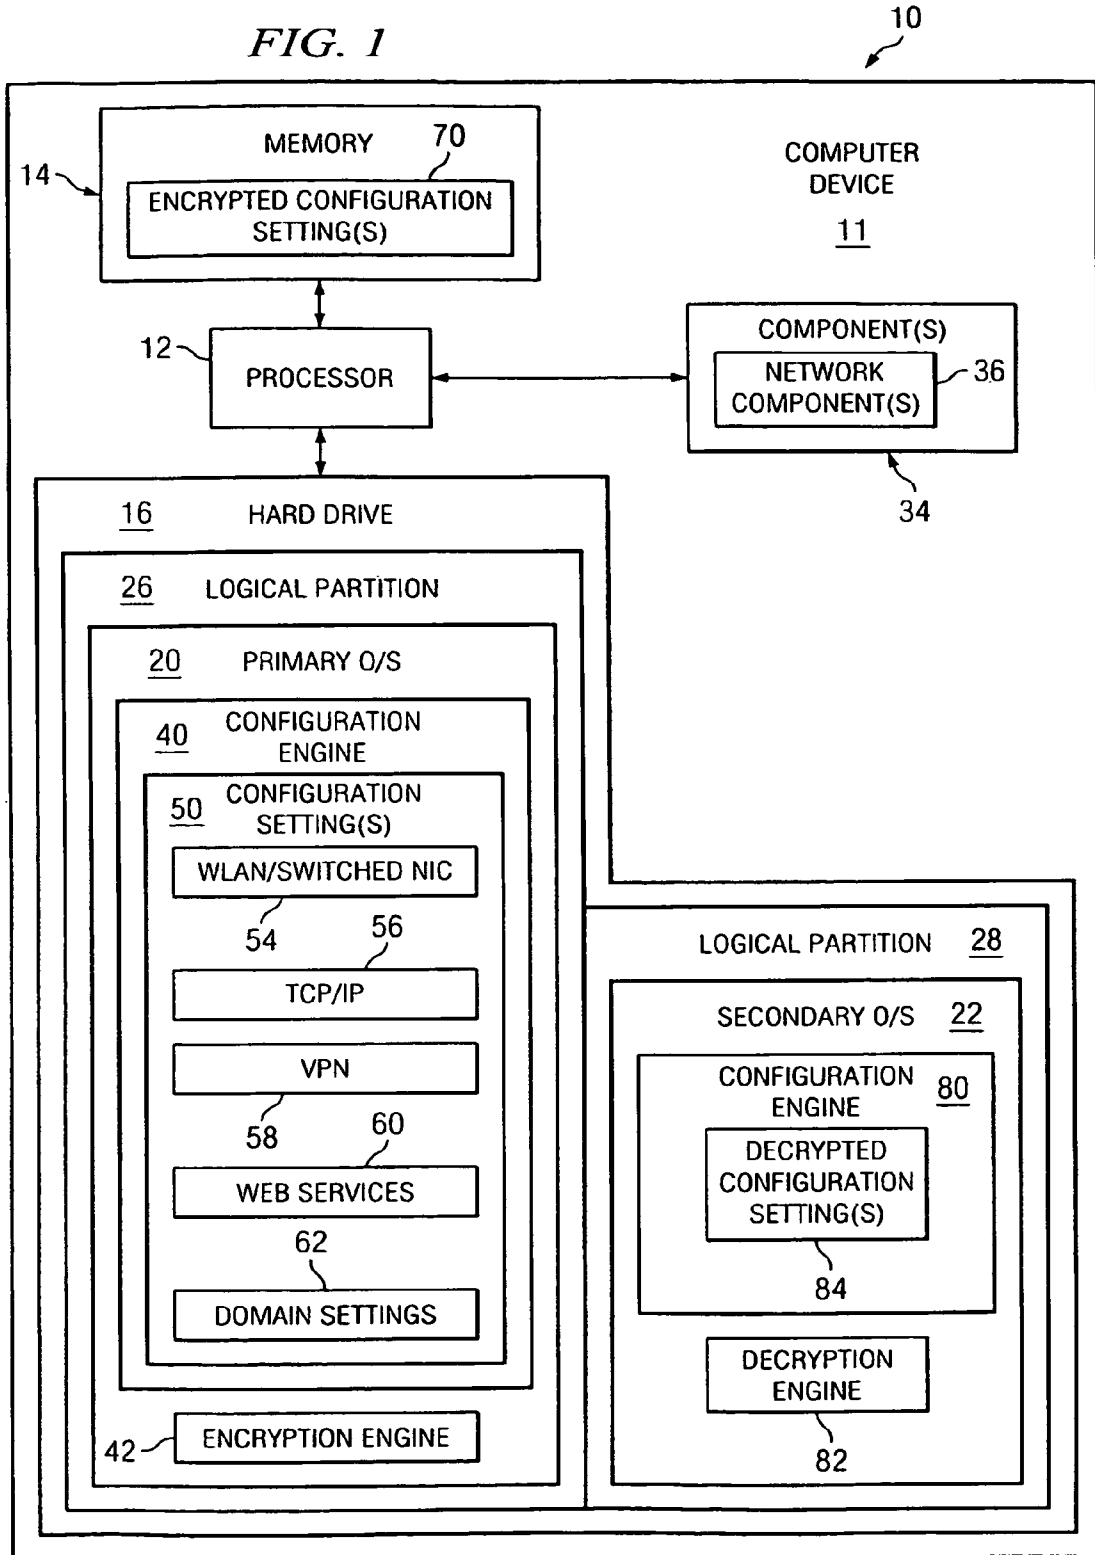 FIG. 1
10
MEMORY
70
14
ENCRYPTED CONFIGURATION
SETTING(S)
COMPUTER
DEVICE
11
12
PROCESSOR
COMPONENT(S)
NETWORK
COMPONENT(S)
36
34
16
HARD DRIVE
26
LOGICAL PARTITION
20
PRIMARY O/S
40
CONFIGURATION
ENGINE
50
CONFIGURATION
SETTING(S)
WLAN/SWITCHED NIC
54
56
TCP/IP
VPN
58
60
WEB SERVICES
62
DOMAIN SETTINGS
42
ENCRYPTION ENGINE
LOGICAL PARTITION
28
SECONDARY O/S
22
CONFIGURATION
ENGINE
80
DECRYPTED
CONFIGURATION
SETTING(S)
84
DECRYPTION
ENGINE
82